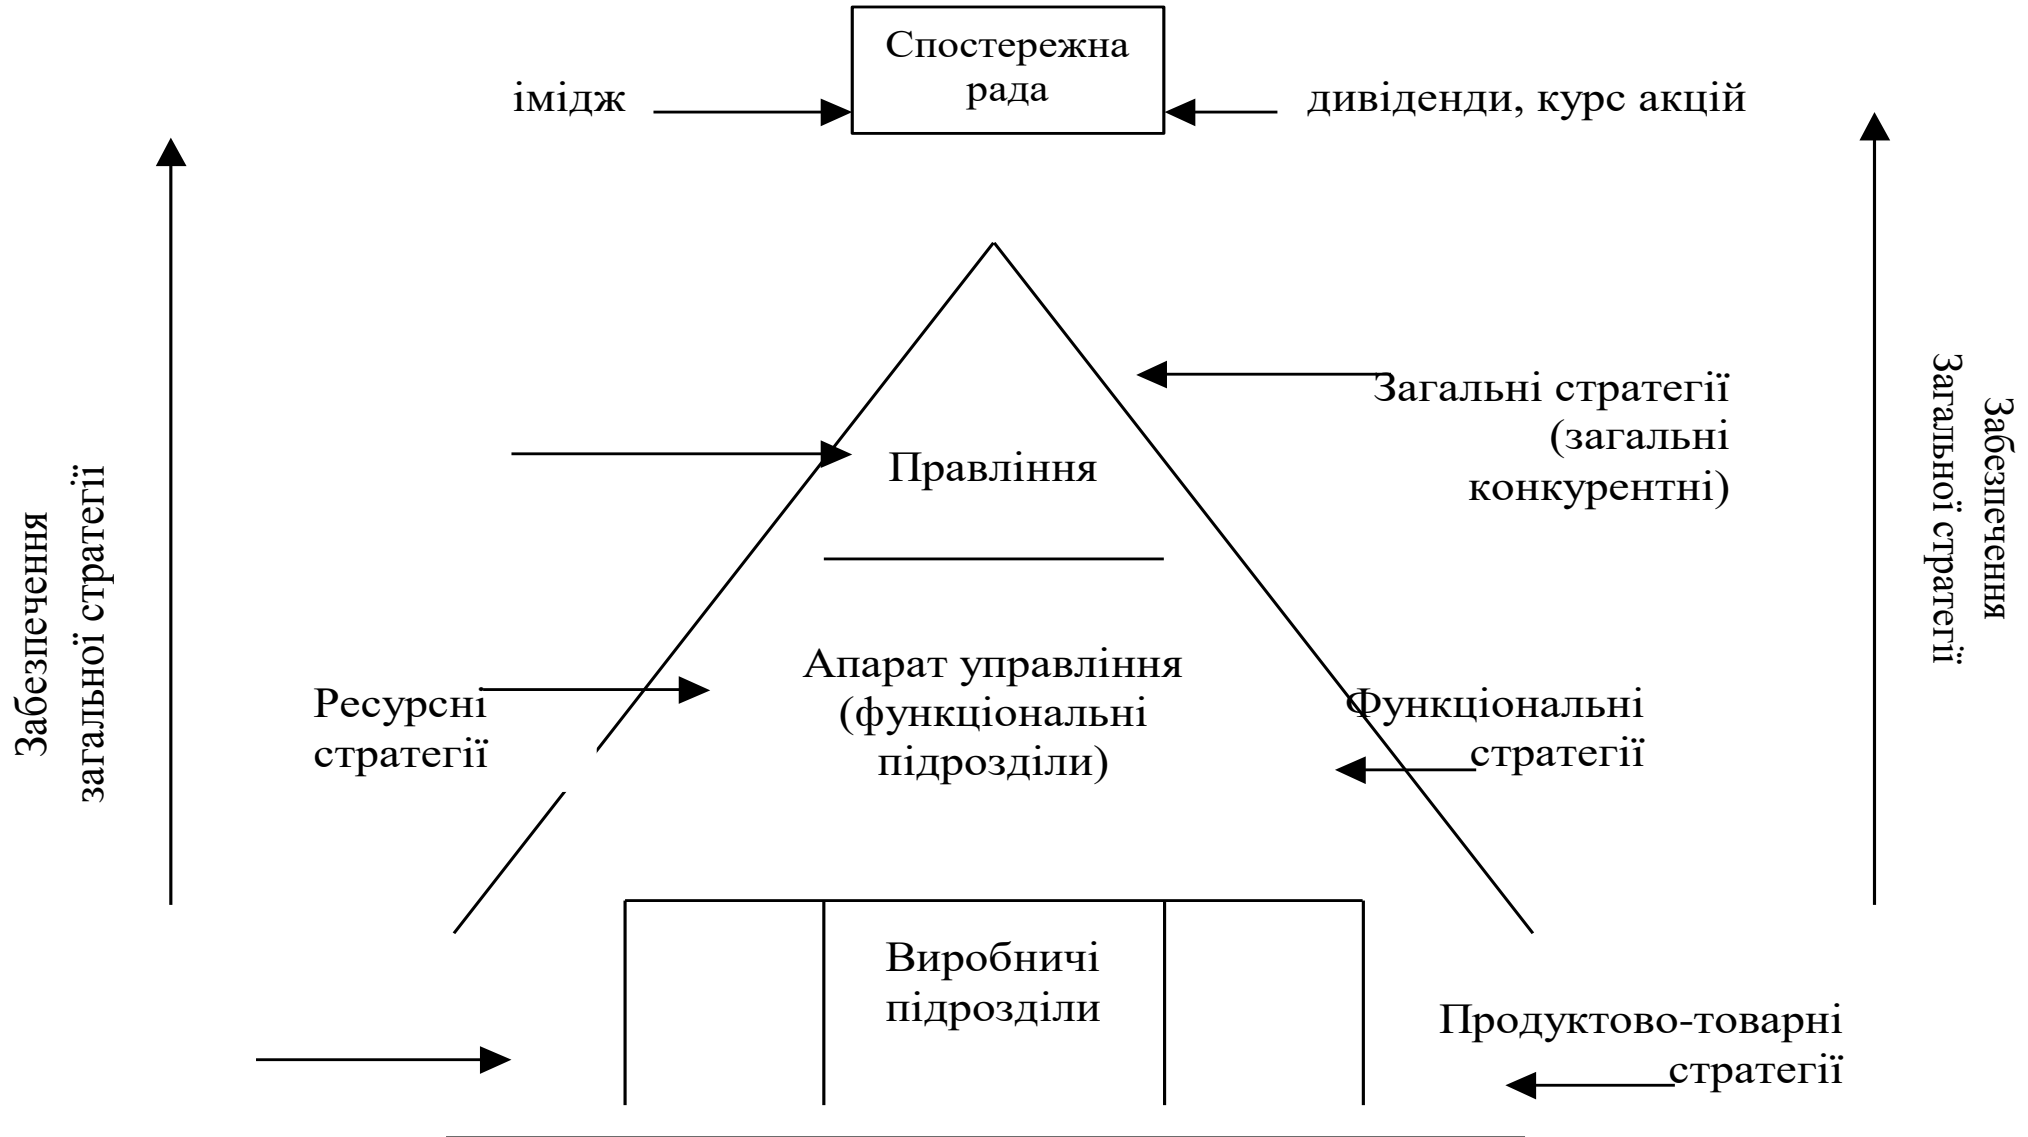 Спостережна
рада
імідж
дивіденди, курс акцій
Загальні стратегії
(загальні
конкурентні)
Правління
Забезпечення
загальної стратегії
Забезпечення
Загальної стратегії
Апарат управління
(функціональні
підрозділи)
Ресурсні
стратегії
Функціональні
стратегії
Виробничі
підрозділи
Продуктово-товарні
стратегії